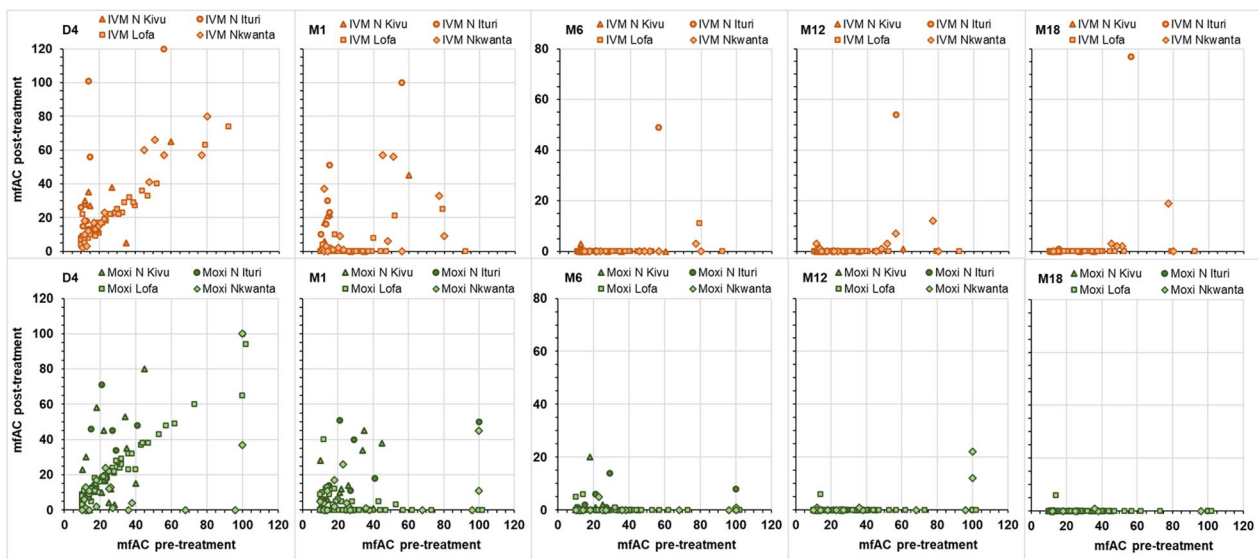 D4
IVM N Kivu IVM N Ituri
IVM Lofa IVM Nkwanta
M1
IVM N Kivu IVM N Ituri
IVM Lofa IVM Nkwanta
M6
IVM N Kivu IVM N Ituri
IVM Lofa IVM Nkwanta
M12
IVM N Kivu IVM N Ituri
IVM Lofa IVM Nkwanta
M18
IVM N Kivu IVM N Ituri
IVM Lofa IVM Nkwanta
mfAC post-treatment
120
100
80
60
40
20
0
80
60
40
20
0
D4
Moxi N Kivu Moxi N Ituri
Moxi Lofa Moxi Nkwanta
M1
Moxi N Kivu Moxi N Ituri
Moxi Lofa Moxi Nkwanta
M6
Moxi N Kivu Moxi N Ituri
Moxi Lofa Moxi Nkwanta
M12
Moxi N Kivu Moxi N Ituri
Moxi Lofa Moxi Nkwanta
M18
Moxi N Kivu Moxi N Ituri
Moxi Lofa Moxi Nkwanta
mfAC post-treatment
120
100
80
60
40
20
0
80
60
40
20
0
0 20 40 60 80 100 120
0 20 40 60 80 100 120
0 20 40 60 80 100 120
0 20 40 60 80 100 120
0 20 40 60 80 100 120
mfAC pre-treatment
mfAC pre-treatment
mfAC pre-treatment
mfAC pre-treatment
mfAC pre-treatment